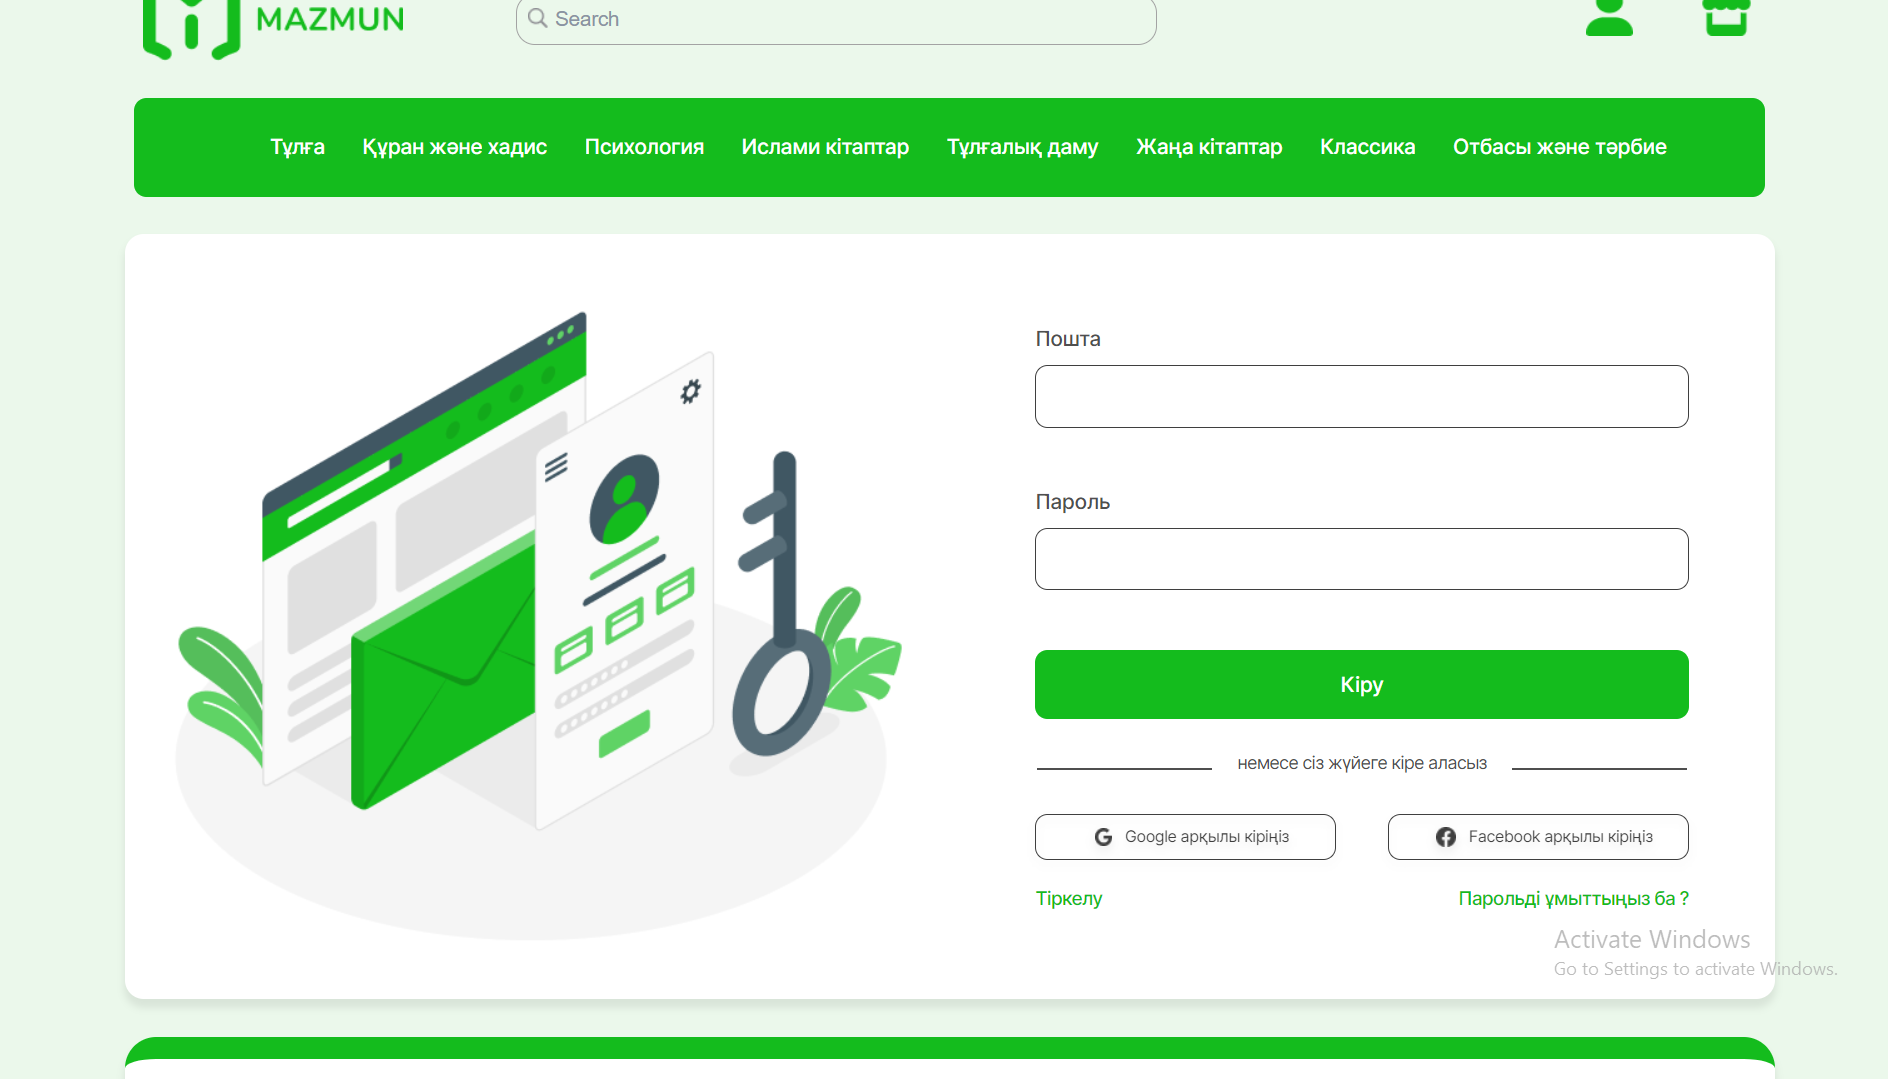 MAZMUN
Search
Тұлға Құран және хадис Психология Ислами кітаптар Тұлғалық даму Жаңа кітаптар Классика Отбасы және тәрбие
Пошта
Пароль
Кіру
немесе сіз жүйеге кіре аласыз
Google арқылы кіріңіз Facebook арқылы кіріңіз
Тіркелу Парольді ұмыттыңыз ба ?
Activate Windows
Go to Settings to activate Windows.